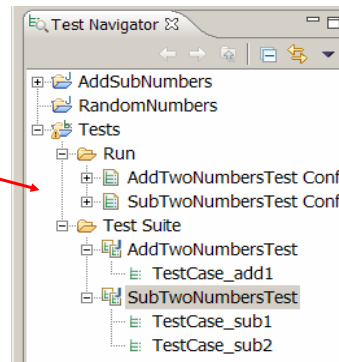 Test Navigator
AddSubNumbers
RandomNumbers
Tests
Run
AddTwoNumbersTest Conf
SubTwoNumbersTest Conf
Test Suite
AddTwoNumbersTest
TestCase_add1
SubTwoNumbersTest
TestCase_sub1
TestCase_sub2